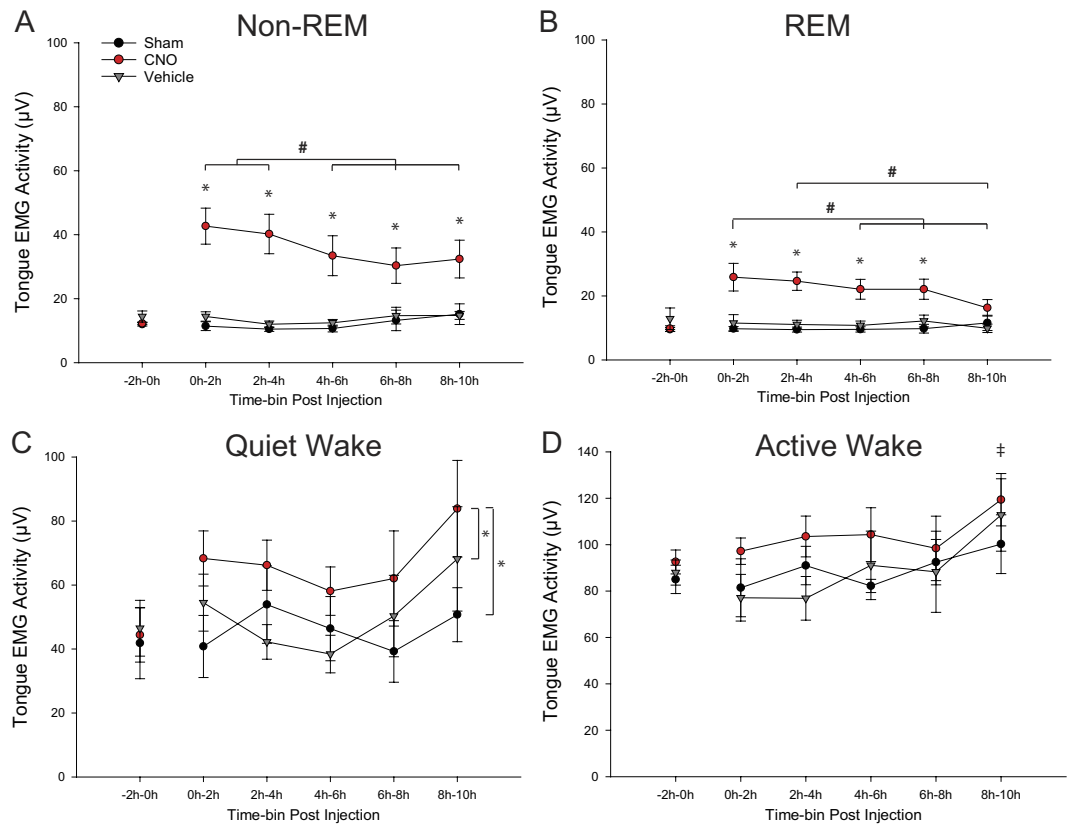 A
Non-REM
Sham
CNO
Vehicle
Tongue EMG Activity (µV)
100
80
60
40
20
0
#
* * * * *
-2h-0h 0h-2h 2h-4h 4h-6h 6h-8h 8h-10h
Time-bin Post Injection
B
REM
Tongue EMG Activity (µV)
100
80
60
40
20
0
#
#
* * * *
-2h-0h 0h-2h 2h-4h 4h-6h 6h-8h 8h-10h
Time-bin Post Injection
C
Quiet Wake
Tongue EMG Activity (µV)
100
80
60
40
20
0
*
*
-2h-0h 0h-2h 2h-4h 4h-6h 6h-8h 8h-10h
Time-bin Post Injection
D
Active Wake
Tongue EMG Activity (µV)
140
120
100
80
60
40
20
0
‡
-2h-0h 0h-2h 2h-4h 4h-6h 6h-8h 8h-10h
Time-bin Post Injection